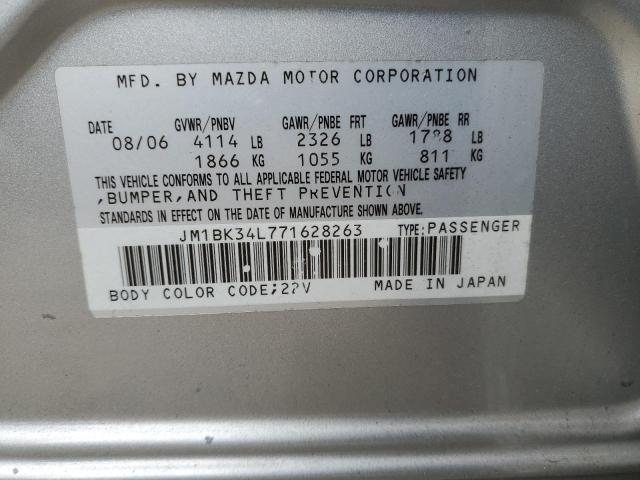 MFD. BY MAZDA MOTOR CORPORATION
DATE GVWR/PNBV GAWR/PNBE FRT GAWR/PNBE RR
08/06 4114 LB 2326 LB 1788 LB
1866 KG 1055 KG 811 KG
THIS VEHICLE CONFORMS TO ALL APPLICABLE FEDERAL MOTOR VEHICLE SAFETY
,BUMPER,AND THEFT PREVENTION
STANDARDS IN EFFECT ON THE DATE OF MANUFACTURE SHOWN ABOVE.
JM1BK34L771628263 TYPE:PASSENGER
BODY COLOR CODE; MADE IN JAPAN